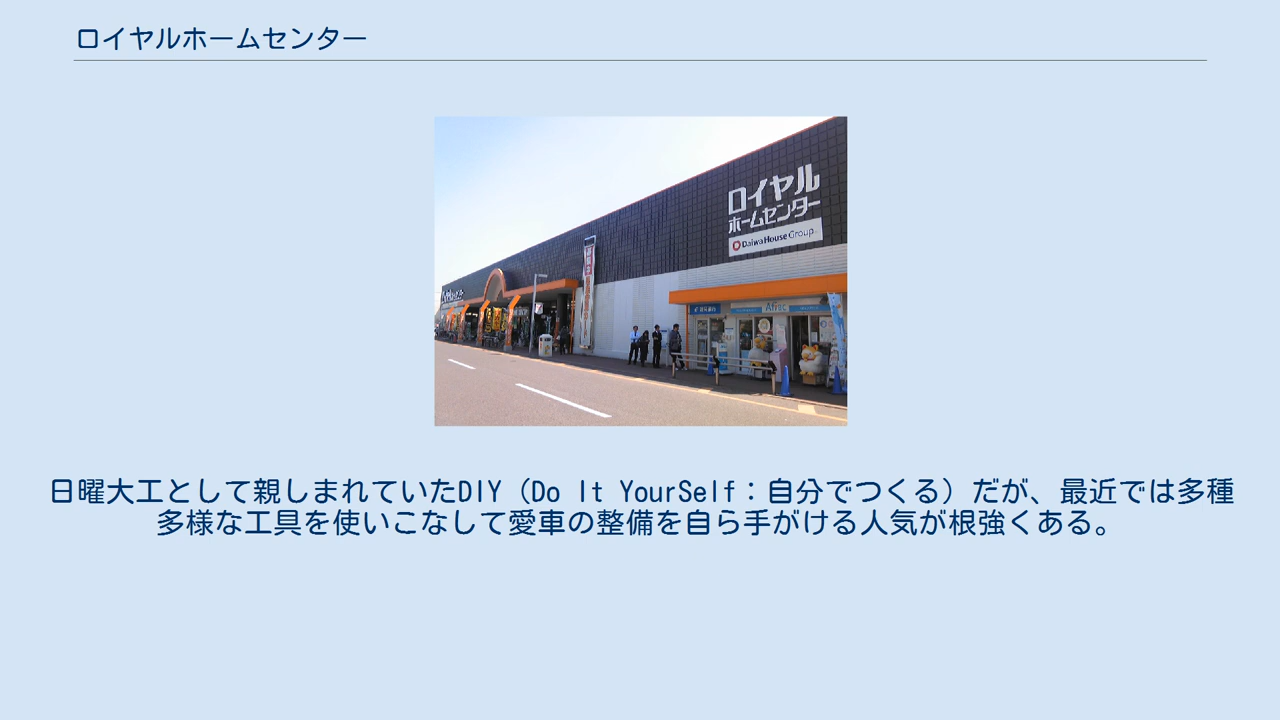 ロイヤルホームセンター
ロイヤル
ホームセンター
Daiwa House Group
日曜大工として親しまれていたDIY（Do It YourSelf：自分でつくる）だが、最近では多種
多様な工具を使いこなして愛車の整備を自ら手がける人気が根強くある。